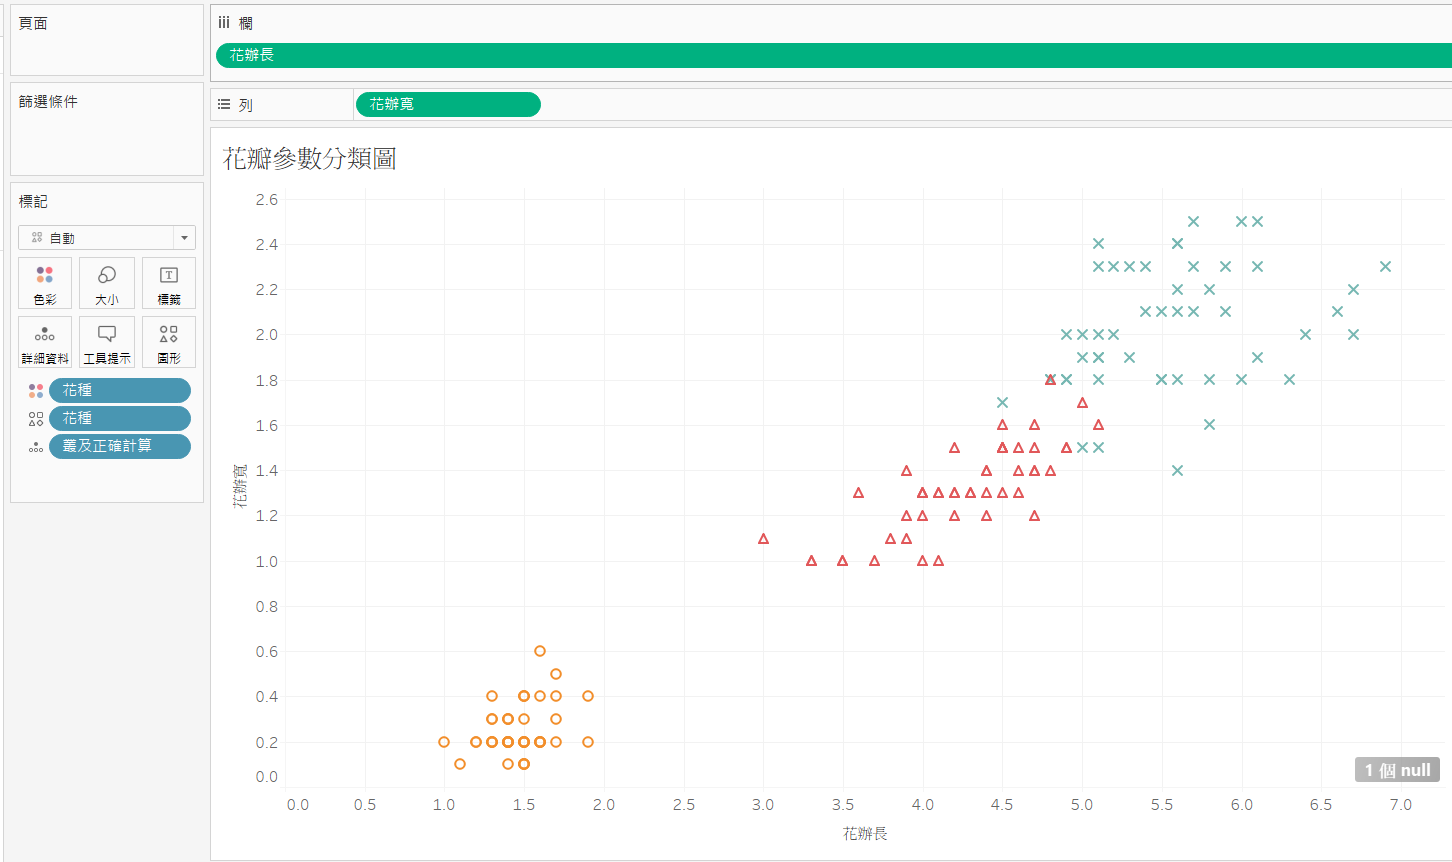 頁面
篩選條件
標記
自動
色彩
大小
標籤
詳細資料
工具提示
圖形
花種
花種
叢及正確計算
欄
花辦長
列
花辦寬
花瓣參數分類圖
2.6
2.4
2.2
2.0
1.8
1.6
1.4
1.2
1.0
0.8
0.6
0.4
0.2
0.0
花辦寬
0.0 0.5 1.0 1.5 2.0 2.5 3.0 3.5 4.0 4.5 5.0 5.5 6.0 6.5 7.0
花辦長
1 個 null